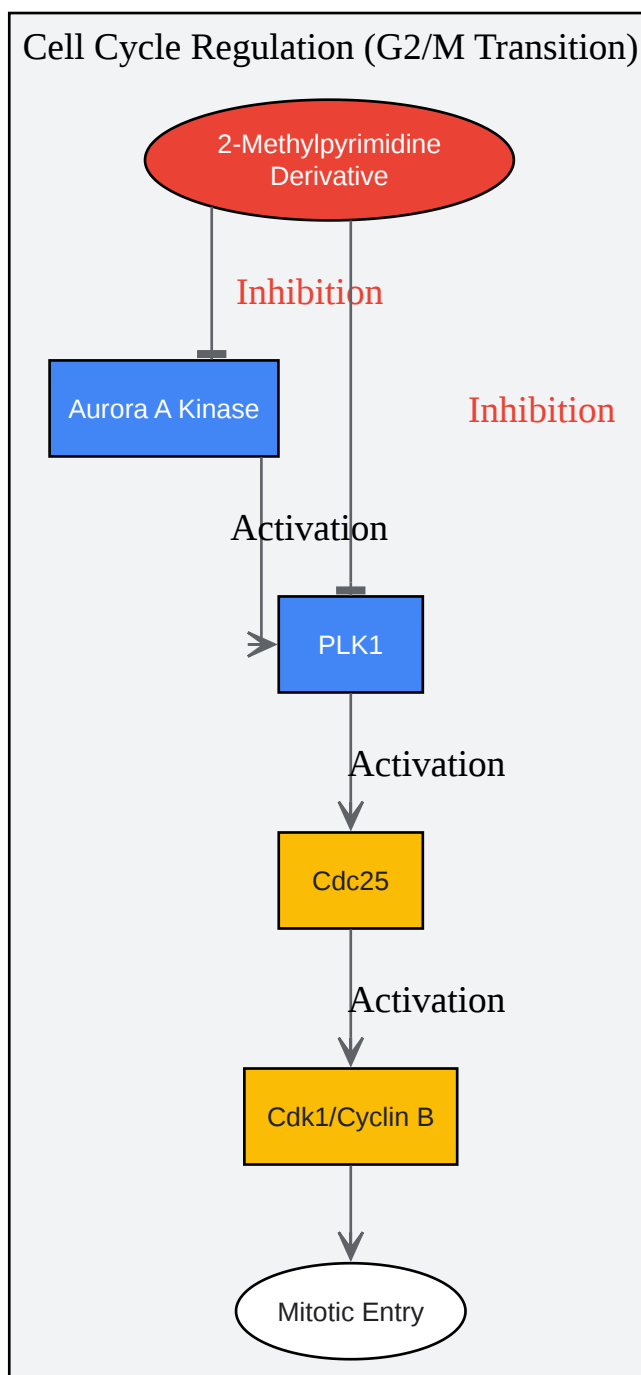 Cell Cycle Regulation (G2/M Transition)
2-Methylpyrimidine
Derivative
Inhibition
Aurora A Kinase
Inhibition
Activation
PLK1
Activation
Cdc25
Activation
Cdk1/Cyclin B
Mitotic Entry